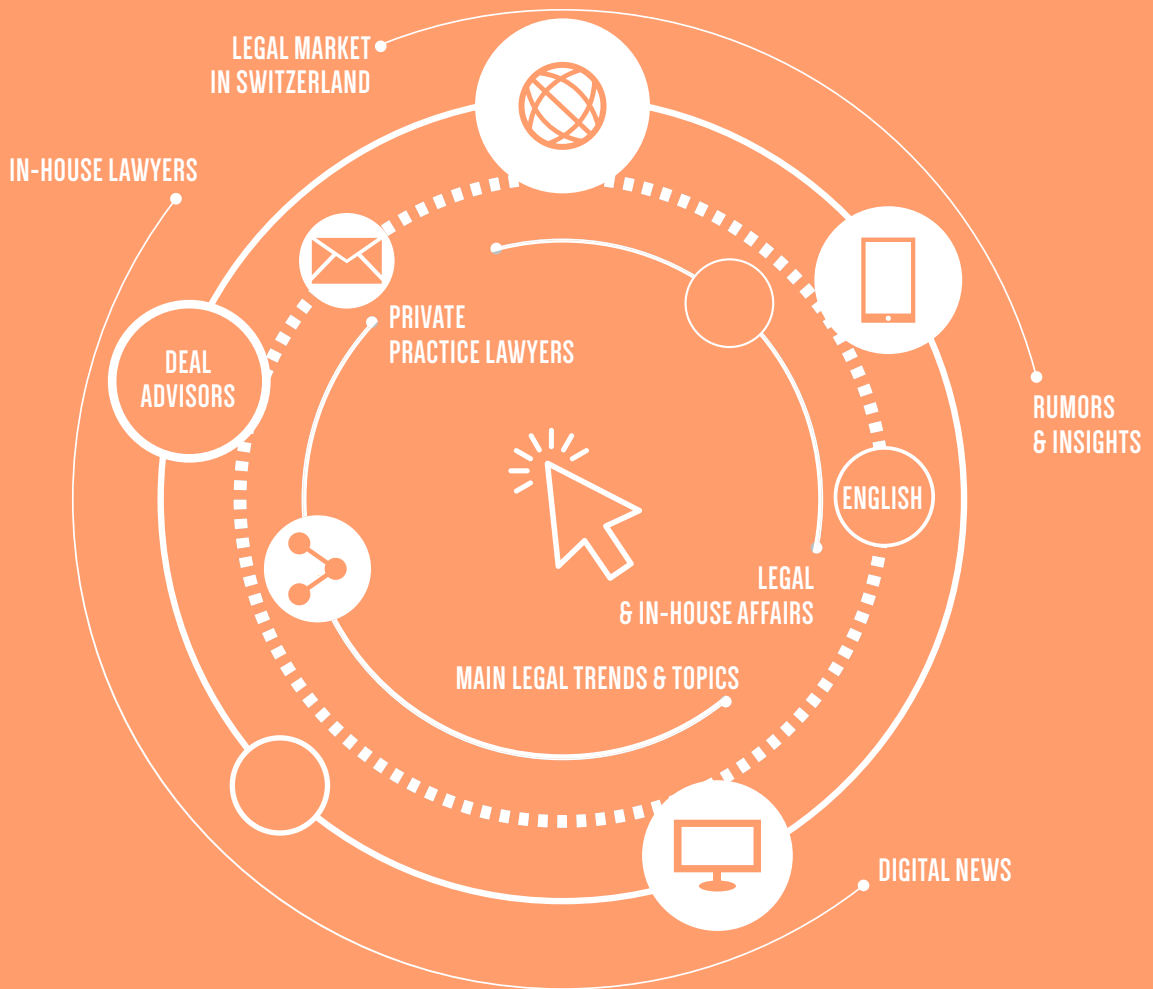 LEGAL MARKET
IN SWITZERLAND
IN-HOUSE LAWYERS
PRIVATE
PRACTICE LAWYERS
DEAL
ADVISORS
RUMORS
& INSIGHTS
ENGLISH
LEGAL
& IN-HOUSE AFFAIRS
MAIN LEGAL TRENDS & TOPICS
DIGITAL NEWS